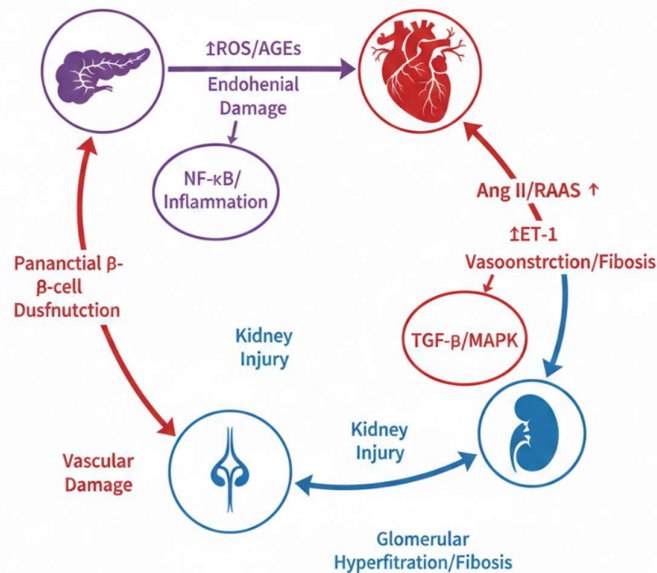 ↥ROS/AGEs
Endohenial
Damage
NF-κB/
Inflamnation
Ang II/RAAS ↑
↥ET-1
Vasoonstrction/Fibosis
TGF-β/MAPK
Pananctial β-
β-cell
Dusfnutction
Kidney
Injury
Kidney
Injury
Vascular
Damage
Glomerular
Hyperfitration/Fibosis